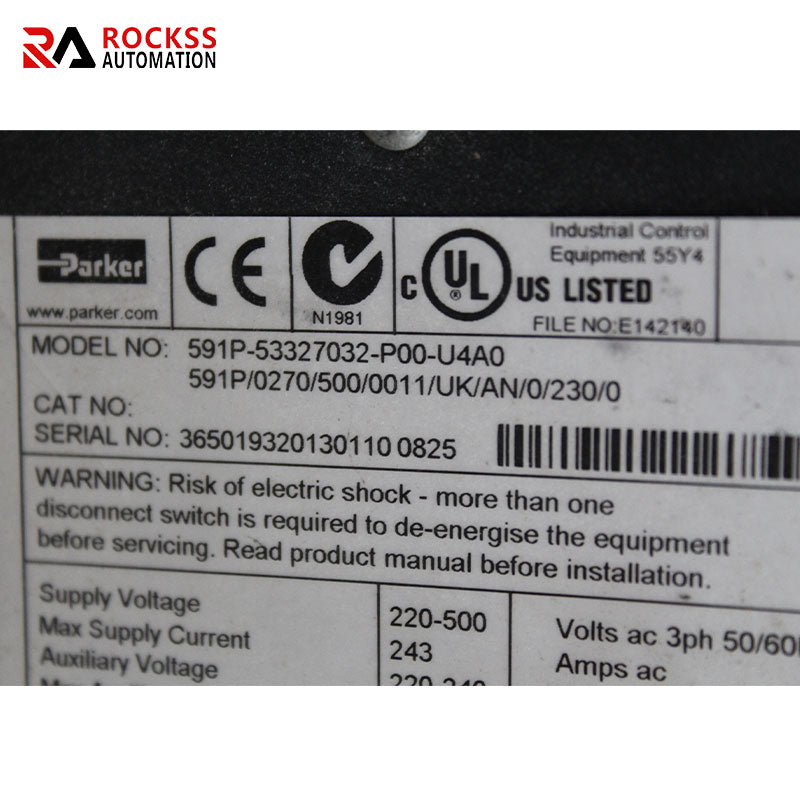 RA ROCKSS
AUTOMATION
Parker
www.parker.com
CE
N1981
C UL® US LISTED
Industrial Control
Equipment 55Y4
FILE NO:E142140
MODEL NO: 591P-53327032-P00-U4A0
591P/0270/500/0011/UK/AN/0/230/0
CAT NO:
SERIAL NO: 365019320130110 0825
WARNING: Risk of electric shock - more than one
disconnect switch is required to de-energise the equipment
before servicing. Read product manual before installation.
Supply Voltage 220-500 Volts ac 3ph 50/60
Max Supply Current 243 Amps ac
Auxiliary Voltage